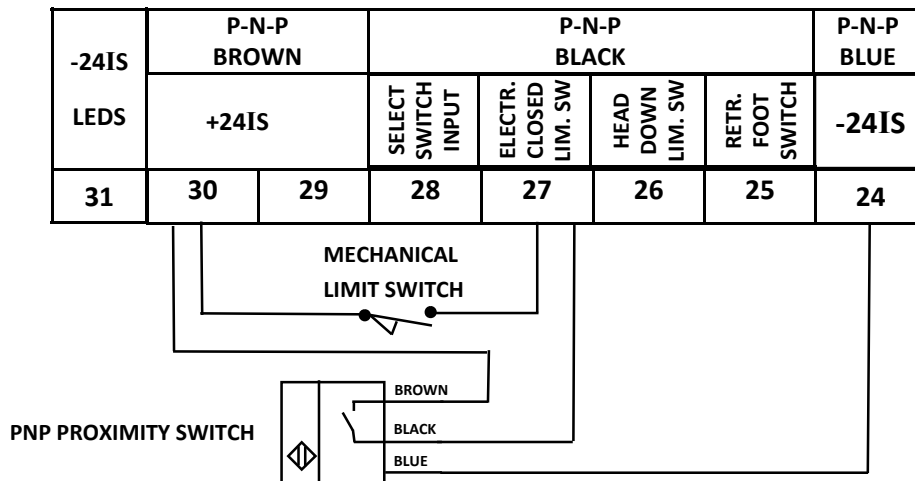 -24IS
LEDS
P-N-P
BROWN
P-N-P
BLACK
P-N-P
BLUE
+24IS
SELECT
SWITCH
INPUT
ELECTR.
CLOSED
LIM. SW
HEAD
DOWN
LIM. SW
RETR.
FOOT
SWITCH
-24IS
31
30
29
28
27
26
25
24
MECHANICAL
LIMIT SWITCH
BROWN
PNP PROXIMITY SWITCH
BLACK
BLUE